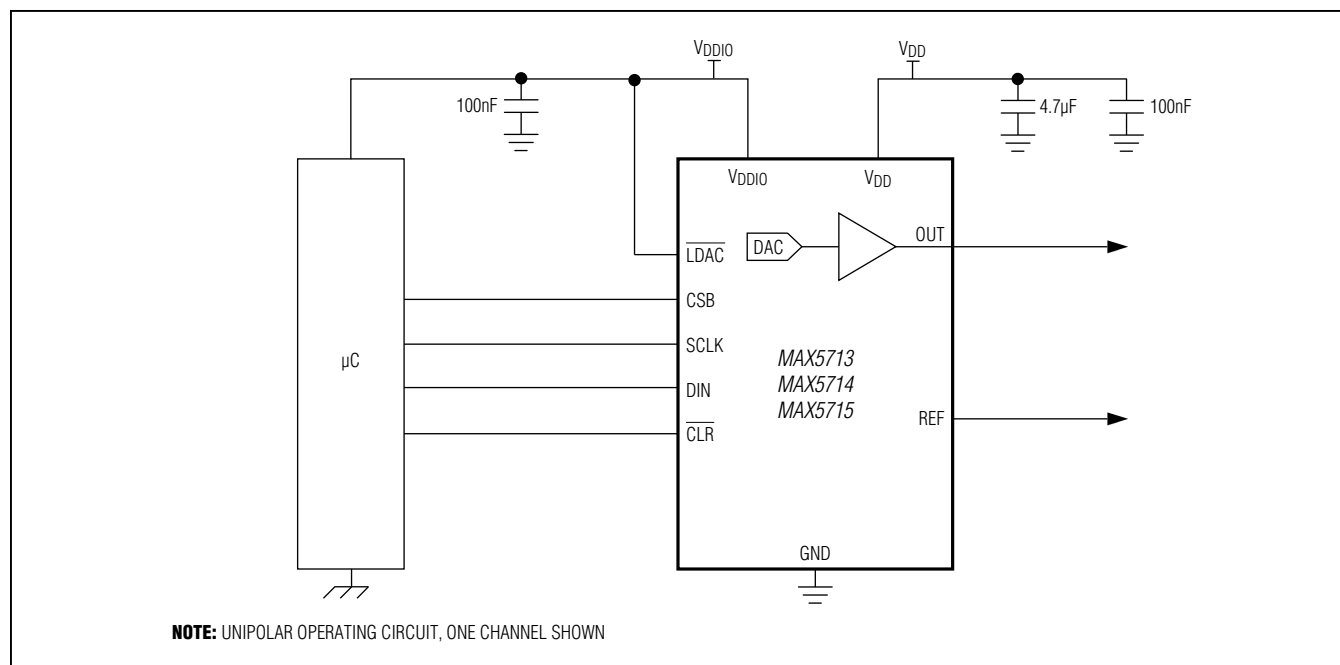 VDDIO
VDD
100nF
4.7µF
100nF
VDDIO
VDD
LDAC
DAC
OUT
CSB
SCLK
DIN
CLR
µC
MAX5713
MAX5714
MAX5715
REF
GND
NOTE: UNIPOLAR OPERATING CIRCUIT, ONE CHANNEL SHOWN